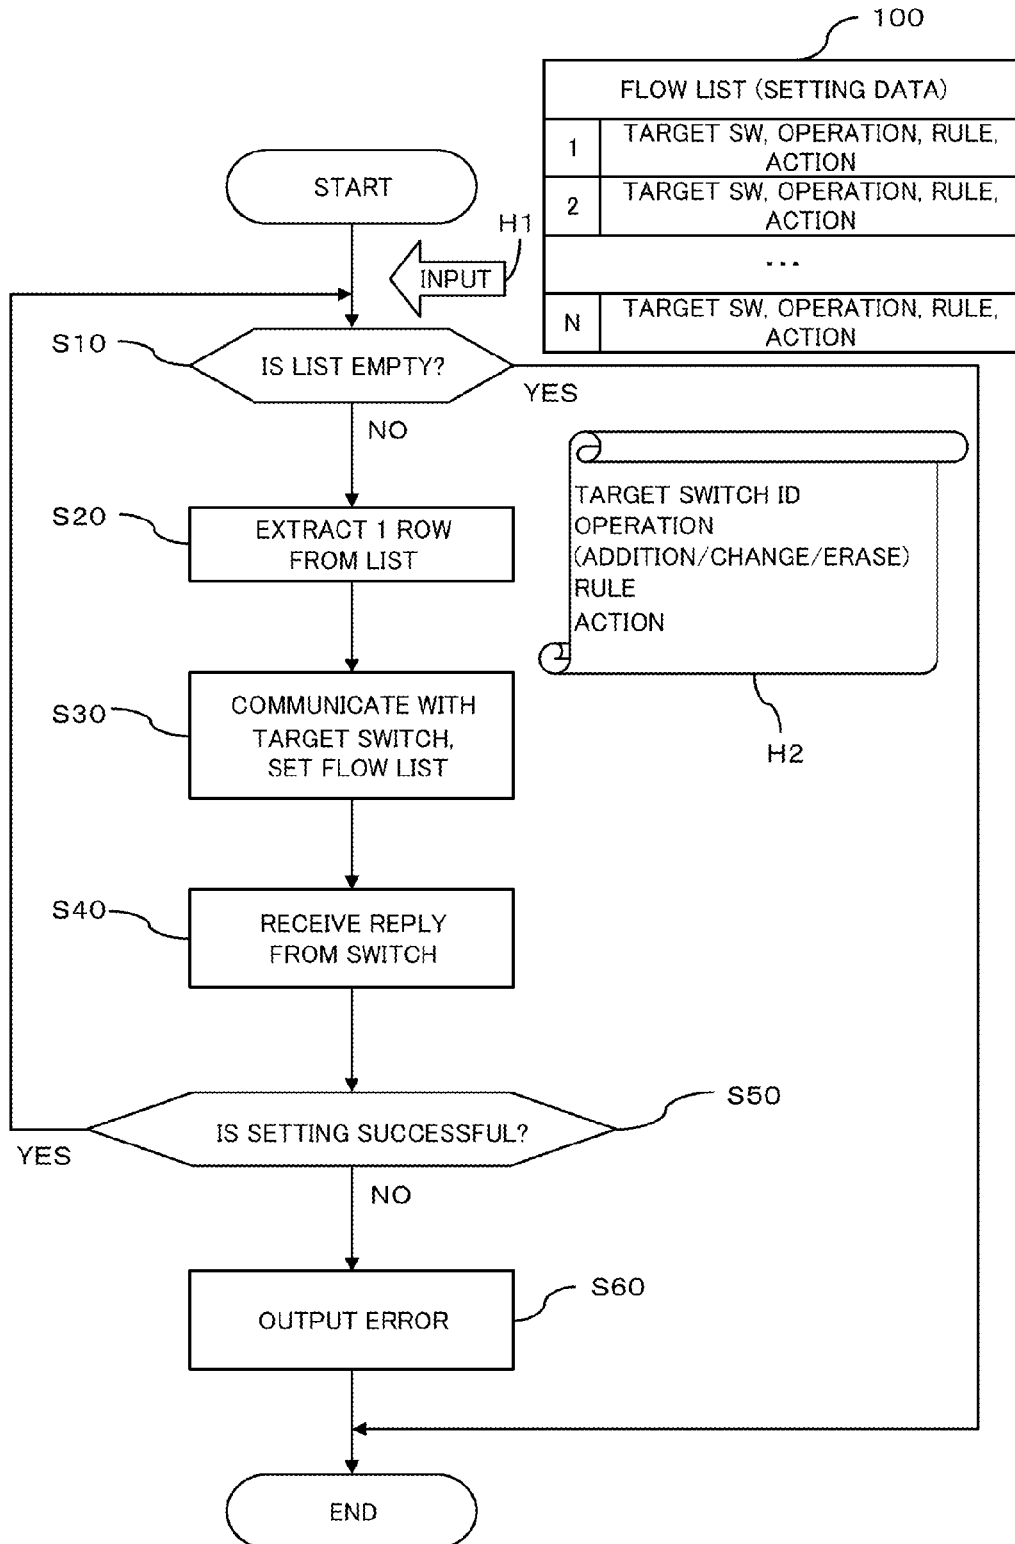 100
FLOW LIST (SETTING DATA)
1
TARGET SW, OPERATION, RULE,
ACTION
2
TARGET SW, OPERATION, RULE,
ACTION
...
N
TARGET SW, OPERATION, RULE,
ACTION
START
H1
INPUT
S10
IS LIST EMPTY?
YES
NO
TARGET SWITCH ID
OPERATION
(ADDITION/CHANGE/ERASE)
RULE
ACTION
H2
S20
EXTRACT 1 ROW
FROM LIST
S30
COMMUNICATE WITH
TARGET SWITCH,
SET FLOW LIST
S40
RECEIVE REPLY
FROM SWITCH
S50
IS SETTING SUCCESSFUL?
YES
NO
S60
OUTPUT ERROR
END